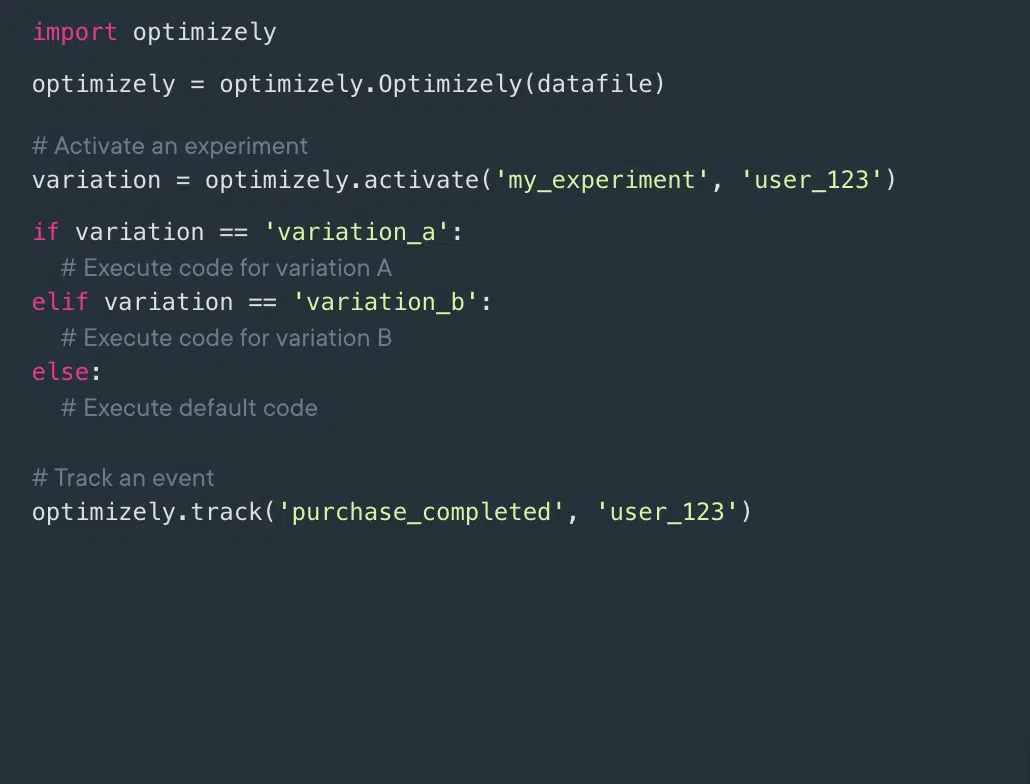 import optimizely
optimizely = optimizely.Optimizely(datafile)
# Activate an experiment
variation = optimizely.activate('my_experiment', 'user_123')
if variation == 'variation_a':
# Execute code for variation A
elif variation == 'variation_b':
# Execute code for variation B
else:
# Execute default code
# Track an event
optimizely.track('purchase_completed', 'user_123')